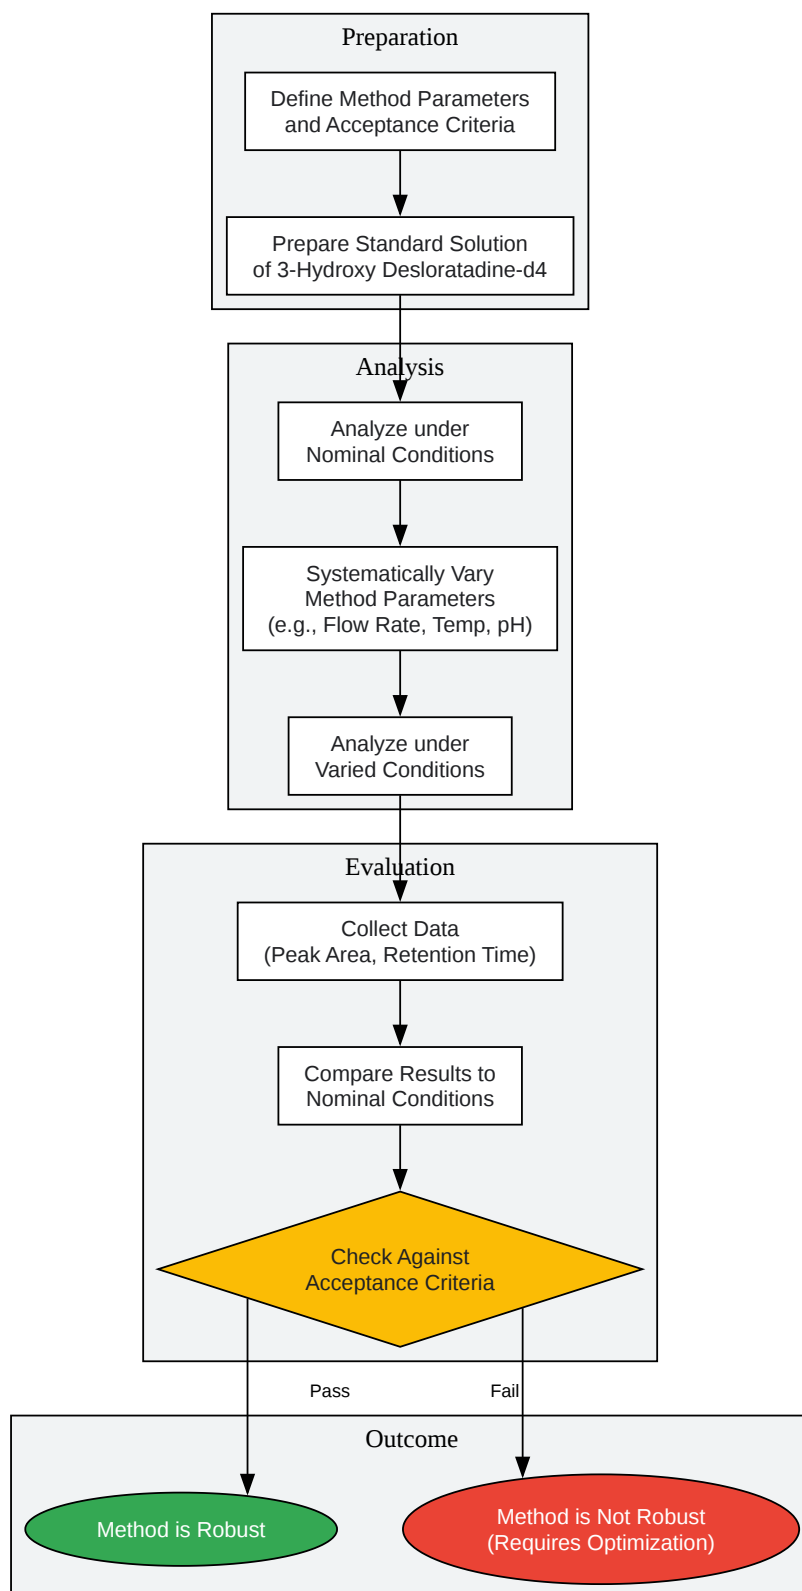 Preparation
Define Method Parameters
and Acceptance Criteria
Prepare Standard Solution
of 3-Hydroxy Desloratadine-d4
Analysis
Analyze under
Nominal Conditions
Systematically Vary
Method Parameters
(e.g., Flow Rate, Temp, pH)
Analyze under
Varied Conditions
Evaluation
Collect Data
(Peak Area, Retention Time)
Compare Results to
Nominal Conditions
Check Against
Acceptance Criteria
Pass
Fail
Outcome
Method is Robust
Method is Not Robust
(Requires Optimization)